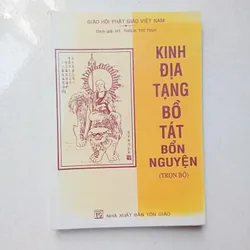 GIÁO HỘI PHẬT GIÁO VIỆT NAM
KINH
ĐỊA
TẠNG
BỒ
TÁT
BỔN
NGUYỆN
(TRỌN BỘ)
NHÀ XUẤT BẢN TÔN GIÁO